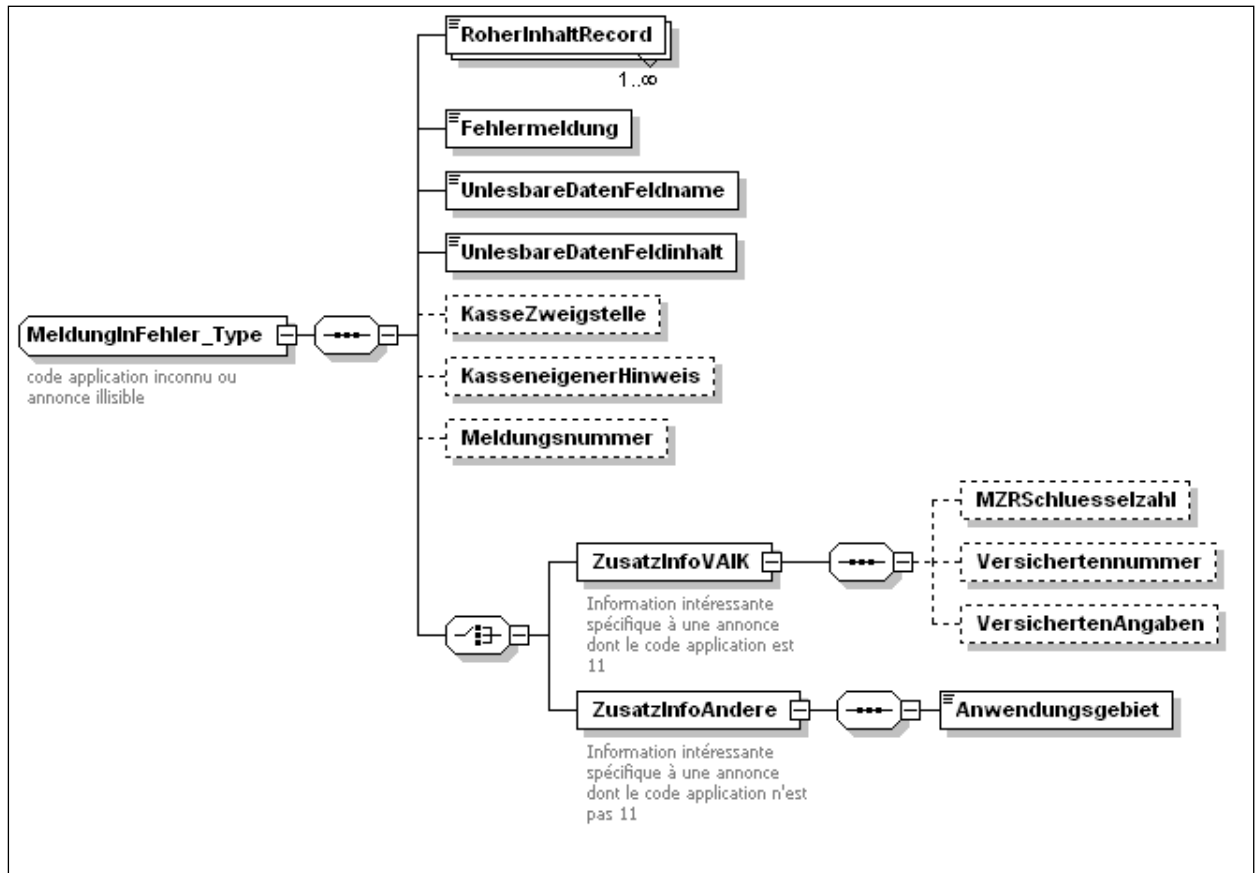 RoherInhaltRecord
1..∞
Fehlermeldung
UnlesbareDatenFeldname
UnlesbareDatenFeldinhalt
MeldungInFehler_Type
code application inconnu ou
annonce illisible
KasseZweigstelle
KasseneigenerHinweis
Meldungsnummer
ZusatzInfoVAIK
Information intéressante
spécifique à une annonce
dont le code application est
11
MZRSchluesselzahl
Versichertennummer
VersichertenAngaben
ZusatzInfoAndere
Information intéressante
spécifique à une annonce
dont le code application n'est
pas 11
Anwendungsgebiet